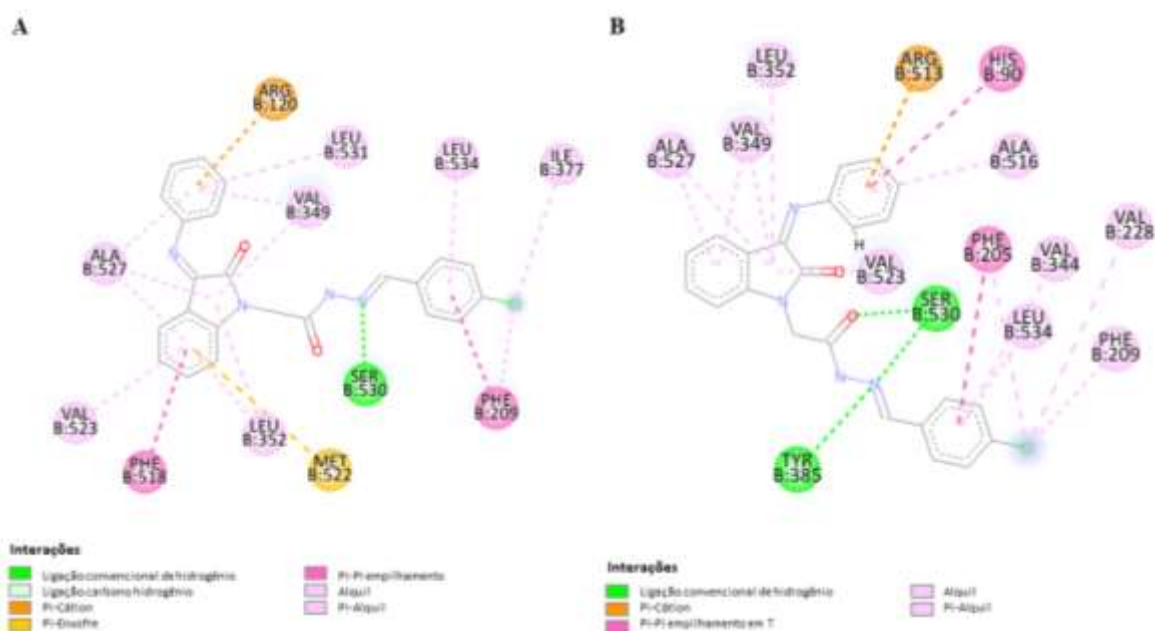 A
ARG
B:120
LEU
B:531
LEU
B:534
ILE
B:377
VAL
B:349
ALA
B:527
N
O
N
N
N
O
SER
B:530
PHE
B:209
VAL
B:523
LEU
B:352
PHE
B:518
MET
B:522
Interações
Ligação convencional de hidrogênio
Ligação carbono hidrogênio
Pi-Cátion
Pi-Enxofre
Pi-Pi empilhamento
Alquil
Pi-Alquil
B
LEU
B:352
ARG
B:513
HIS
B:90
ALA
B:527
VAL
B:349
ALA
B:516
N
H
O
N
VAL
B:523
PHE
B:205
VAL
B:344
VAL
B:228
SER
B:530
LEU
B:534
PHE
B:209
O
N
N
TYR
B:385
Interações
Ligação convencional de hidrogênio
Pi-Cátion
Pi-Pi empilhamento em T
Alquil
Pi-Alquil